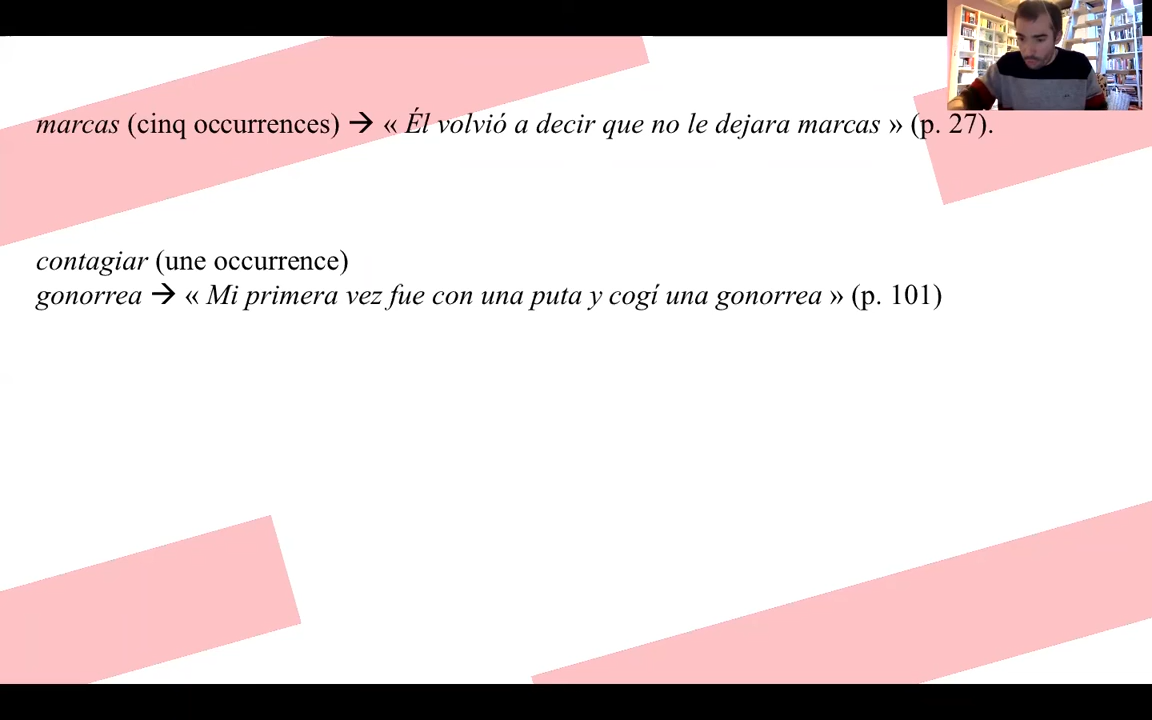 marcas (cinq occurrences) → « Él volvió a decir que no le dejara marcas » (p. 27).
contagiar (une occurrence)
gonorrea → « Mi primera vez fue con una puta y cogí una gonorrea » (p. 101)